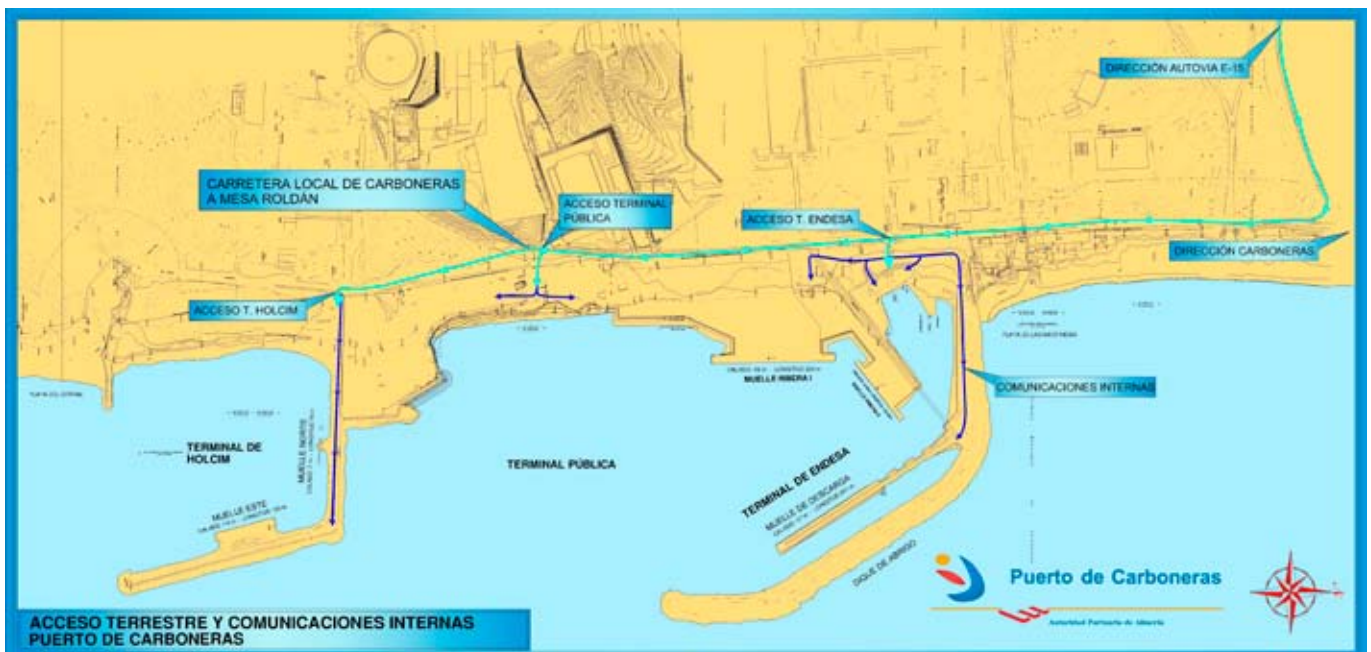 DIRECCIÓN AUTOVIA E-15
CARRETERA LOCAL DE CARBONERAS
A MESA ROLDÁN
ACCESO TERMINAL
PÚBLICA
ACCESO T. ENDESA
DIRECCIÓN CARBONERAS
ACCESO T. HOLCIM
MUELLE RIBERA I
COMUNICACIONES INTERNAS
TERMINAL DE
HOLCIM
MUELLE NORTE
TERMINAL PÚBLICA
TERMINAL DE ENDESA
MUELLE DE DESCARGA
MUELLE ESTE
DIQUE DE ABRIGO
Puerto de Carboneras
Autoridad Portuaria de Almería
ACCESO TERRESTRE Y COMUNICACIONES INTERNAS
PUERTO DE CARBONERAS